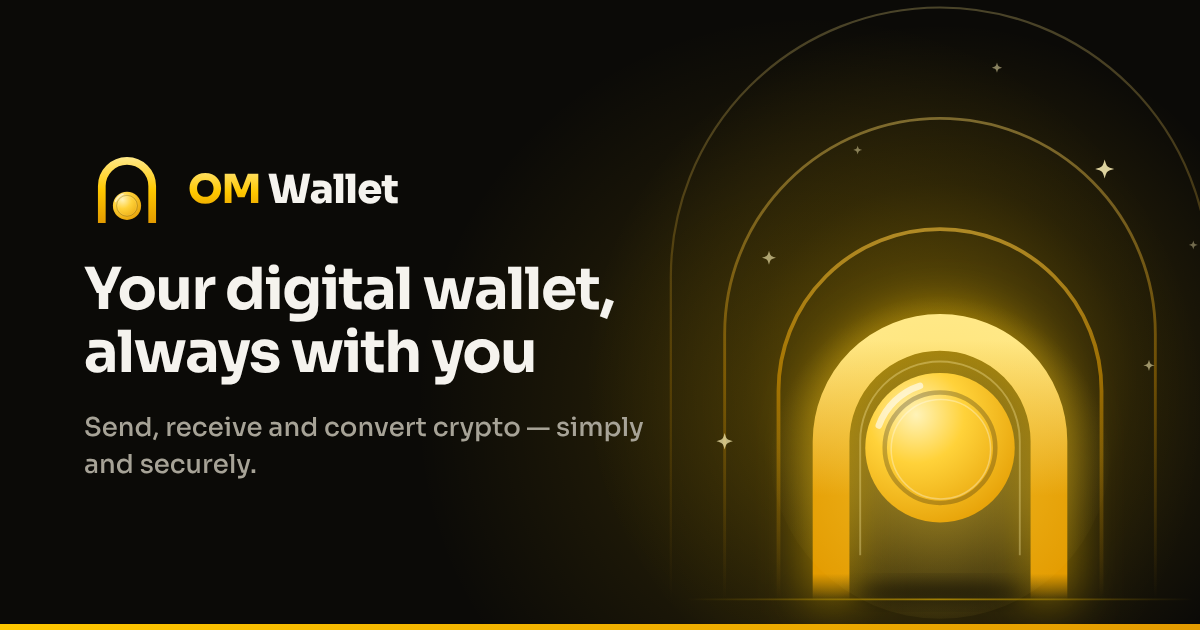 OM Wallet
Your digital wallet,
always with you
Send, receive and convert crypto — simply
and securely.